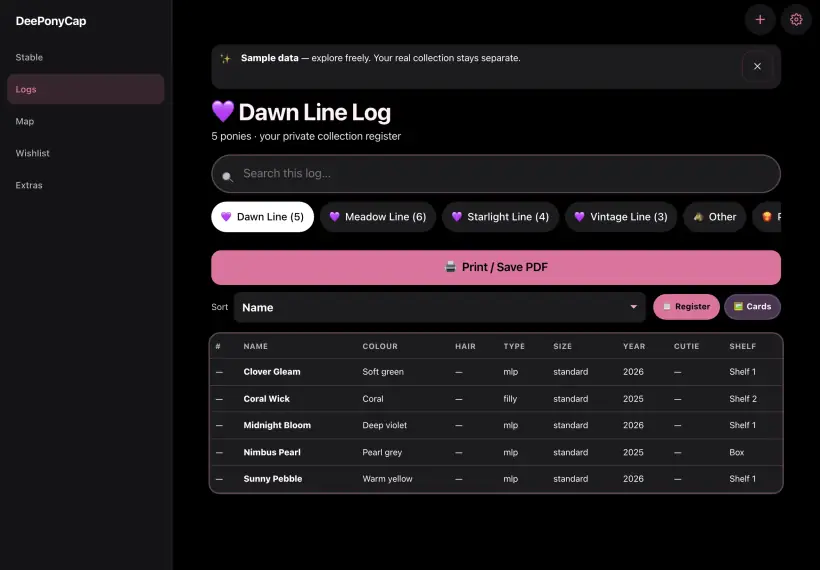 DeePonyCap
Stable
Logs
Map
Wishlist
Extras
Sample data — explore freely. Your real collection stays separate.
Dawn Line Log
5 ponies · your private collection register
Search this log...
Dawn Line (5) Meadow Line (6) Starlight Line (4) Vintage Line (3) Other
Print / Save PDF
Sort Name Register Cards
# NAME COLOUR HAIR TYPE SIZE YEAR CUTIE SHELF
— Clover Gleam Soft green — mlp standard 2026 — Shelf 1
— Coral Wick Coral — filly standard 2025 — Shelf 2
— Midnight Bloom Deep violet — mlp standard 2026 — Shelf 1
— Nimbus Pearl Pearl grey — mlp standard 2025 — Box
— Sunny Pebble Warm yellow — mlp standard 2026 — Shelf 1